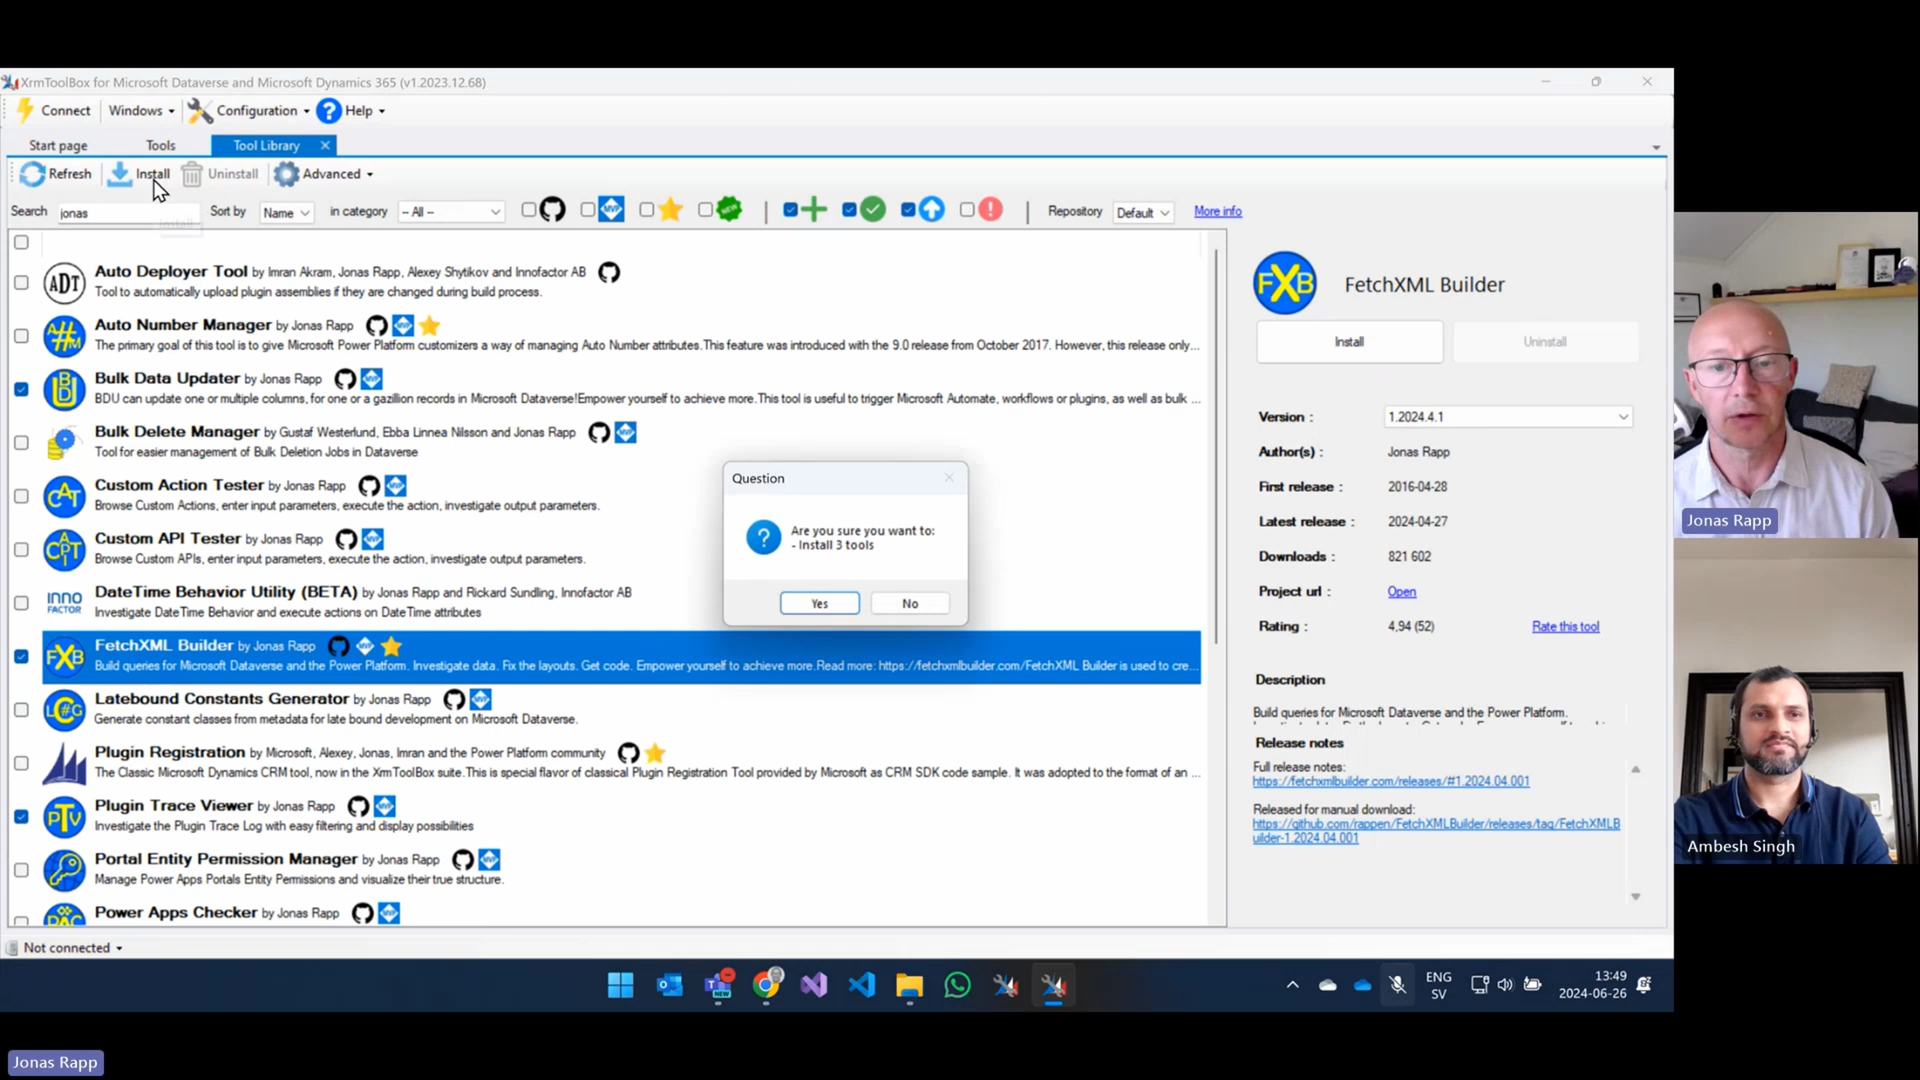 XrmToolBox for Microsoft Dataverse and Microsoft Dynamics 365 (v1.2023.12.68)
Connect Windows Configuration Help
Start page Tools Tool Library
Refresh Install Uninstall Advanced
Search jonas Sort by Name in category -- All -- Repository Default More info
Auto Deployer Tool by Imran Akram, Jonas Rapp, Alexey Shytikov and Innofactor AB
Tool to automatically upload plugin assemblies if they are changed during build process.
Auto Number Manager by Jonas Rapp
The primary goal of this tool is to give Microsoft Power Platform customizers a way of managing Auto Number attributes.This feature was introduced with the 9.0 release from October 2017. However, this release only...
Bulk Data Updater by Jonas Rapp
BDU can update one or multiple columns, for one or a gazillion records in Microsoft Dataverse!Empower yourself to achieve more.This tool is useful to trigger Microsoft Automate, workflows or plugins, as well as bulk ...
Bulk Delete Manager by Gustaf Westerlund, Ebba Linnea Nilsson and Jonas Rapp
Tool for easier management of Bulk Deletion Jobs in Dataverse
Custom Action Tester by Jonas Rapp
Browse Custom Actions, enter input parameters, execute the action, investigate output parameters.
Custom API Tester by Jonas Rapp
Browse Custom APIs, enter input parameters, execute the action, investigate output parameters.
DateTime Behavior Utility (BETA) by Jonas Rapp and Rickard Sundling, Innofactor AB
Investigate DateTime Behavior and execute actions on DateTime attributes
FetchXML Builder by Jonas Rapp
Build queries for Microsoft Dataverse and the Power Platform. Investigate data. Fix the layouts. Get code. Empower yourself to achieve more.Read more: https://fetchxmlbuilder.com/FetchXML Builder is used to cre...
Latebound Constants Generator by Jonas Rapp
Generate constant classes from metadata for late bound development on Microsoft Dataverse.
Plugin Registration by Microsoft, Alexey, Jonas, Imran and the Power Platform community
The Classic Microsoft Dynamics CRM tool, now in the XrmToolBox suite.This is special flavor of classical Plugin Registration Tool provided by Microsoft as CRM SDK code sample. It was adopted to the format of an ...
Plugin Trace Viewer by Jonas Rapp
Investigate the Plugin Trace Log with easy filtering and display possibilities
Portal Entity Permission Manager by Jonas Rapp
Manage Power Apps Portals Entity Permissions and visualize their true structure.
Power Apps Checker by Jonas Rapp
ADT
A#M
BDU
CAT
CAPIT
INNO
FACTOR
FXB
LC#G
PTV
PAC
Question
Are you sure you want to:
- Install 3 tools
Yes No
FXB
FetchXML Builder
Install Uninstall
Version : 1.2024.4.1
Author(s) : Jonas Rapp
First release : 2016-04-28
Latest release : 2024-04-27
Downloads : 821 602
Project url : Open
Rating : 4,94 (52) Rate this tool
Description
Build queries for Microsoft Dataverse and the Power Platform.
Release notes
Full release notes:
https://fetchxmlbuilder.com/releases/#1.2024.04.001
Released for manual download:
https://github.com/rappen/FetchXMLBuilder/releases/tag/FetchXMLB
uilder-1.2024.04.001
Not connected
ENG
SV
13:49
2024-06-26
Jonas Rapp
Ambesh Singh
Jonas Rapp